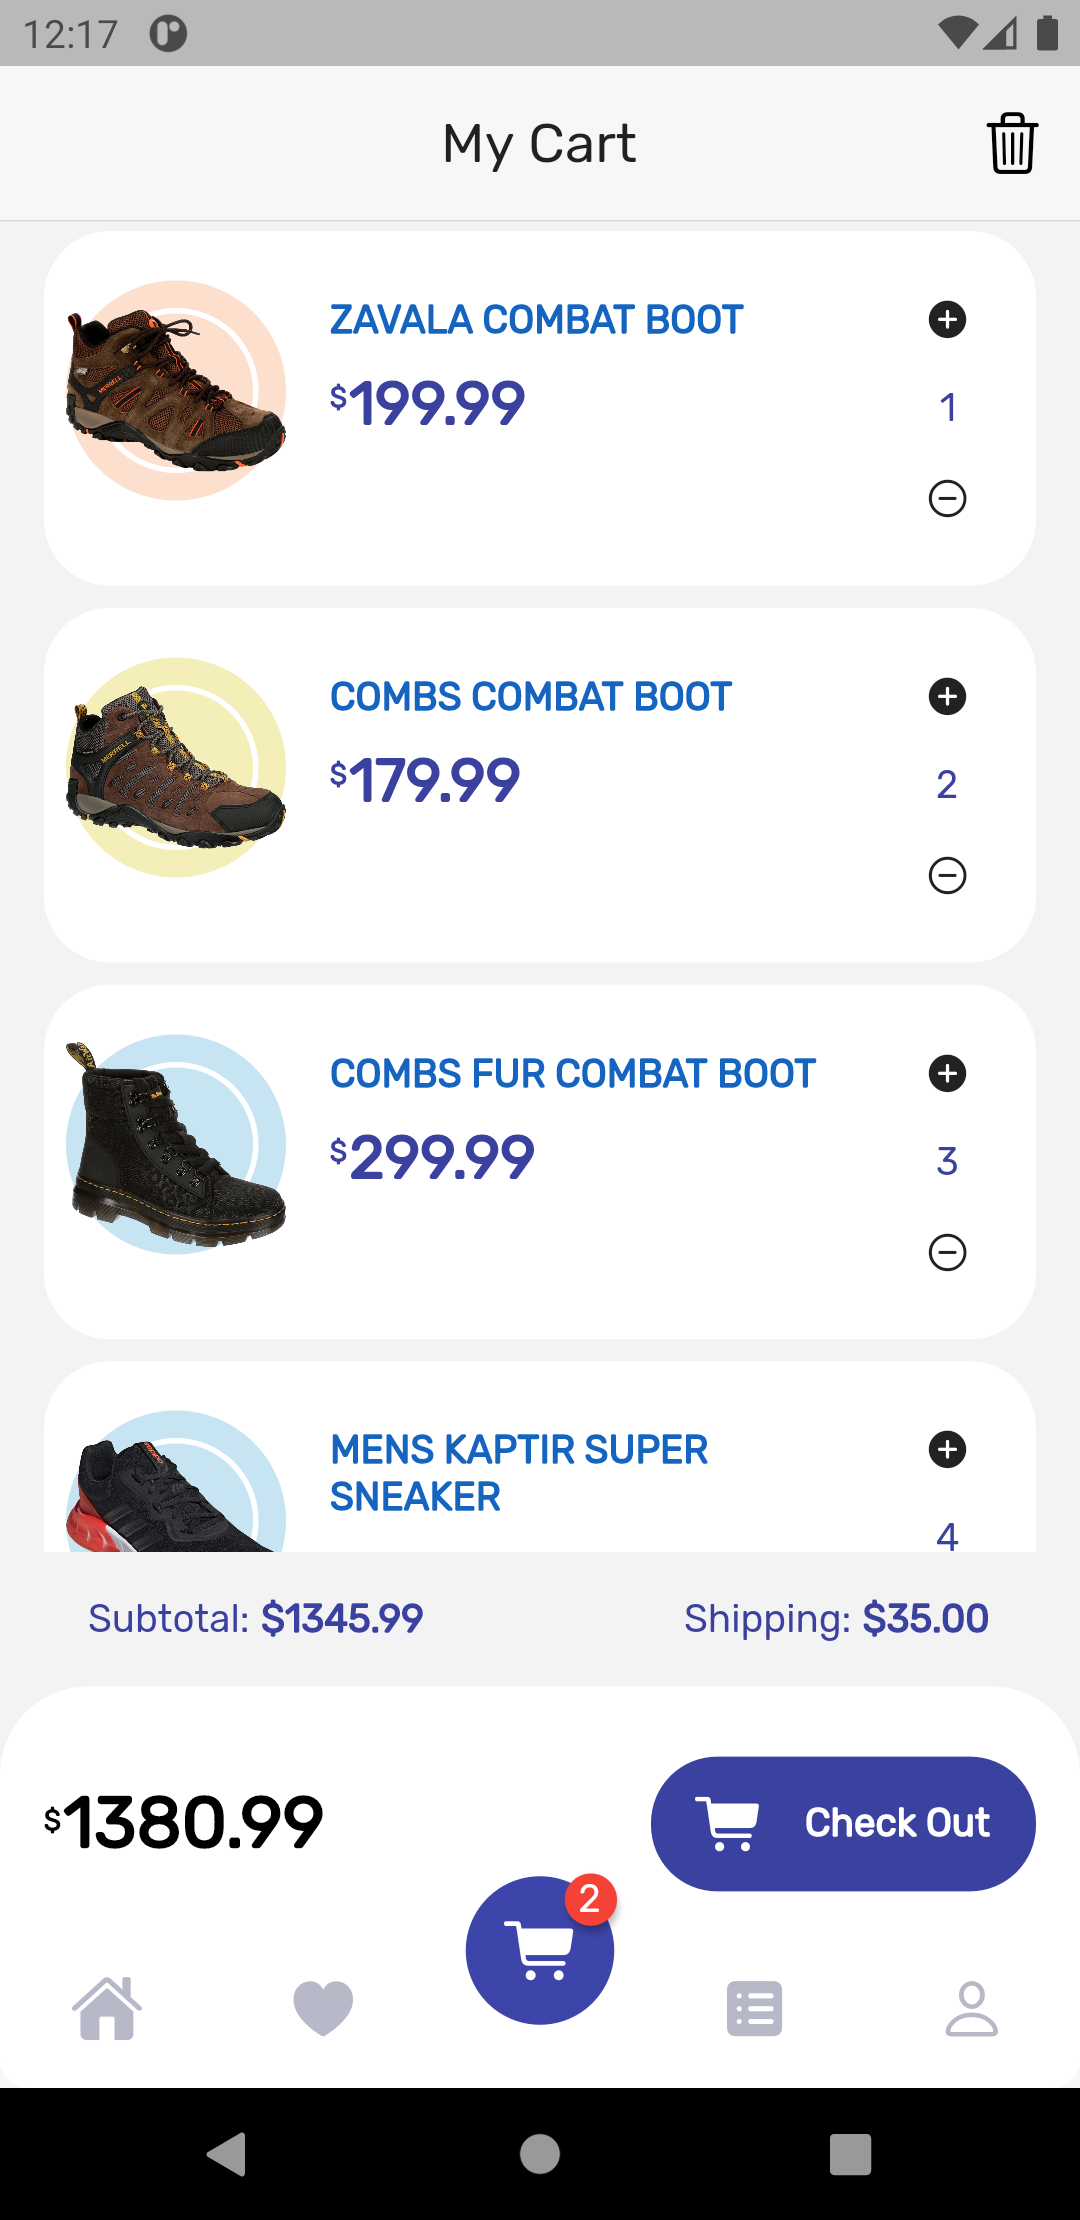 12:17
My Cart
ZAVALA COMBAT BOOT
$199.99
1
MERRELL
COMBS COMBAT BOOT
$179.99
2
MERRELL
COMBS FUR COMBAT BOOT
$299.99
3
MENS KAPTIR SUPER
SNEAKER
4
Subtotal: $1345.99
Shipping: $35.00
$1380.99
Check Out
2